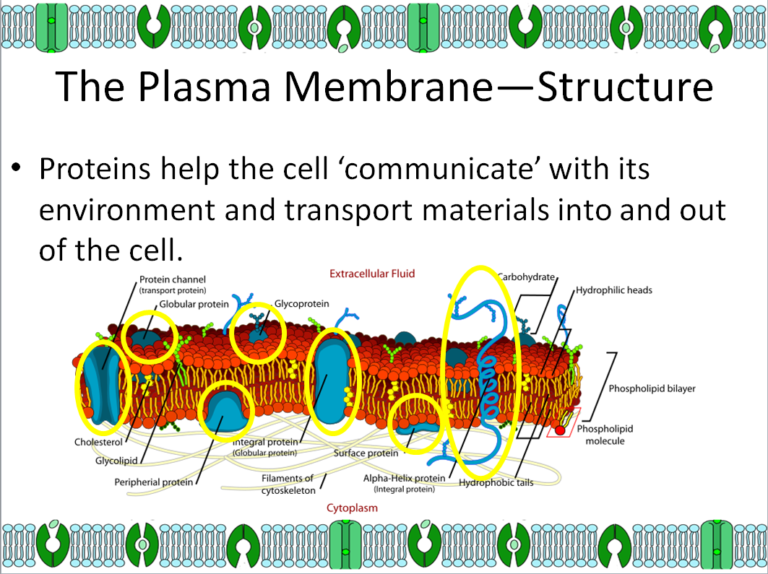 The Plasma Membrane—Structure
• Proteins help the cell ‘communicate’ with its
environment and transport materials into and out
of the cell.
Extracellular Fluid
Protein channel
(transport protein)
Globular protein
Glycoprotein
Carbohydrate
Hydrophilic heads
Phospholipid bilayer
Phospholipid
molecule
Cholesterol
Glycolipid
Peripheral protein
Integral protein
(Globular protein)
Filaments of
cytoskeleton
Surface protein
Alpha-Helix protein
(Integral protein)
Hydrophobic tails
Cytoplasm